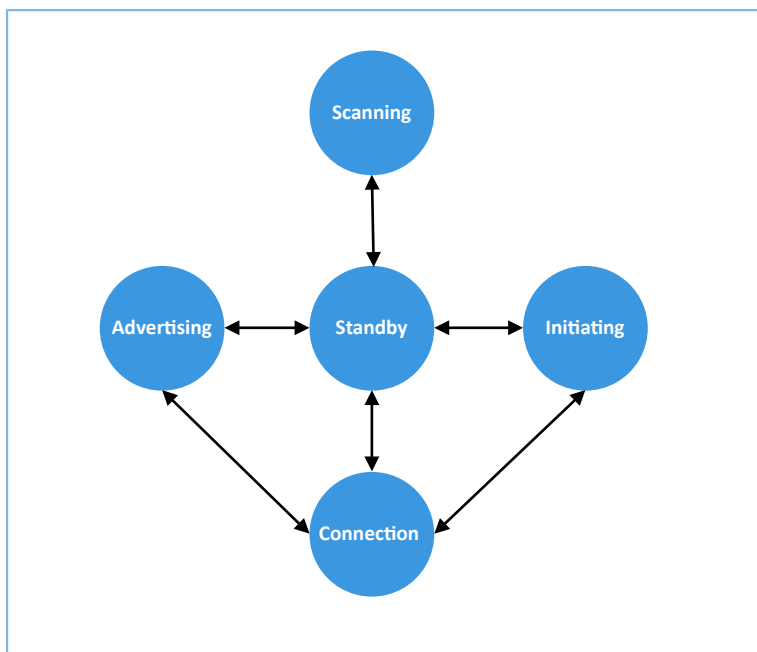 Scanning
Advertising
Standby
Initiating
Connection